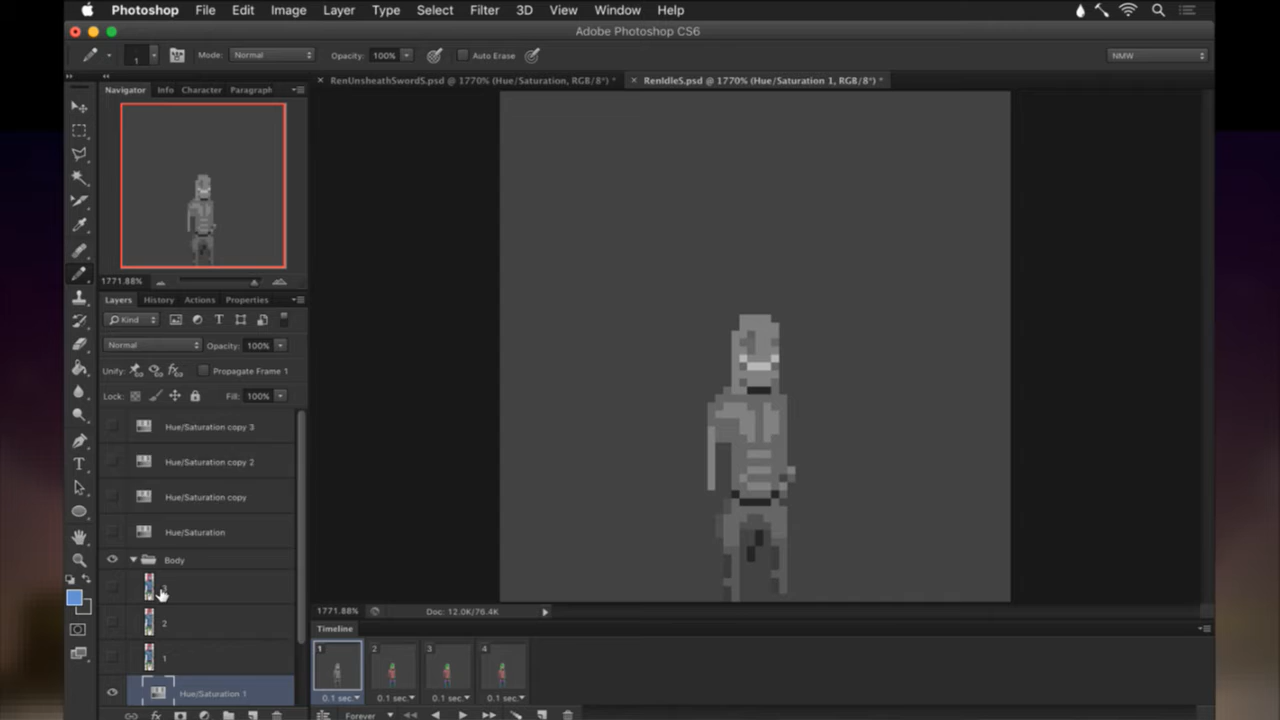 Photoshop File Edit Image Layer Type Select Filter 3D View Window Help
Adobe Photoshop CS6
1 Mode: Normal Opacity: 100% Auto Erase NMW
RenUnsheathSwordS.psd @ 1770% (Hue/Saturation, RGB/8*) * RenIdleS.psd @ 1770% (Hue/Saturation 1, RGB/8*) *
Navigator Info Character Paragraph
1771.88%
Layers History Actions Properties
Kind
Normal Opacity: 100%
Unify: Propagate Frame 1
Lock: Fill: 100%
Hue/Saturation copy 3
Hue/Saturation copy 2
Hue/Saturation copy
Hue/Saturation
Body
2
1
Hue/Saturation 1
1771.88% Doc: 12.0K/76.4K
Timeline
1 2 3 4
0.1 sec. 0.1 sec. 0.1 sec. 0.1 sec.
Forever